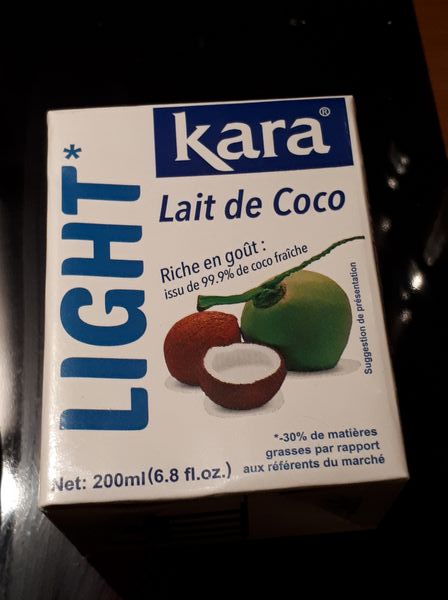 kara®
LIGHT*
Lait de Coco
Riche en goût :
issu de 99.9% de coco fraîche
Suggestion de présentation
*-30% de matières
grasses par rapport
aux référents du marché
Net: 200ml (6.8 fl.oz.)